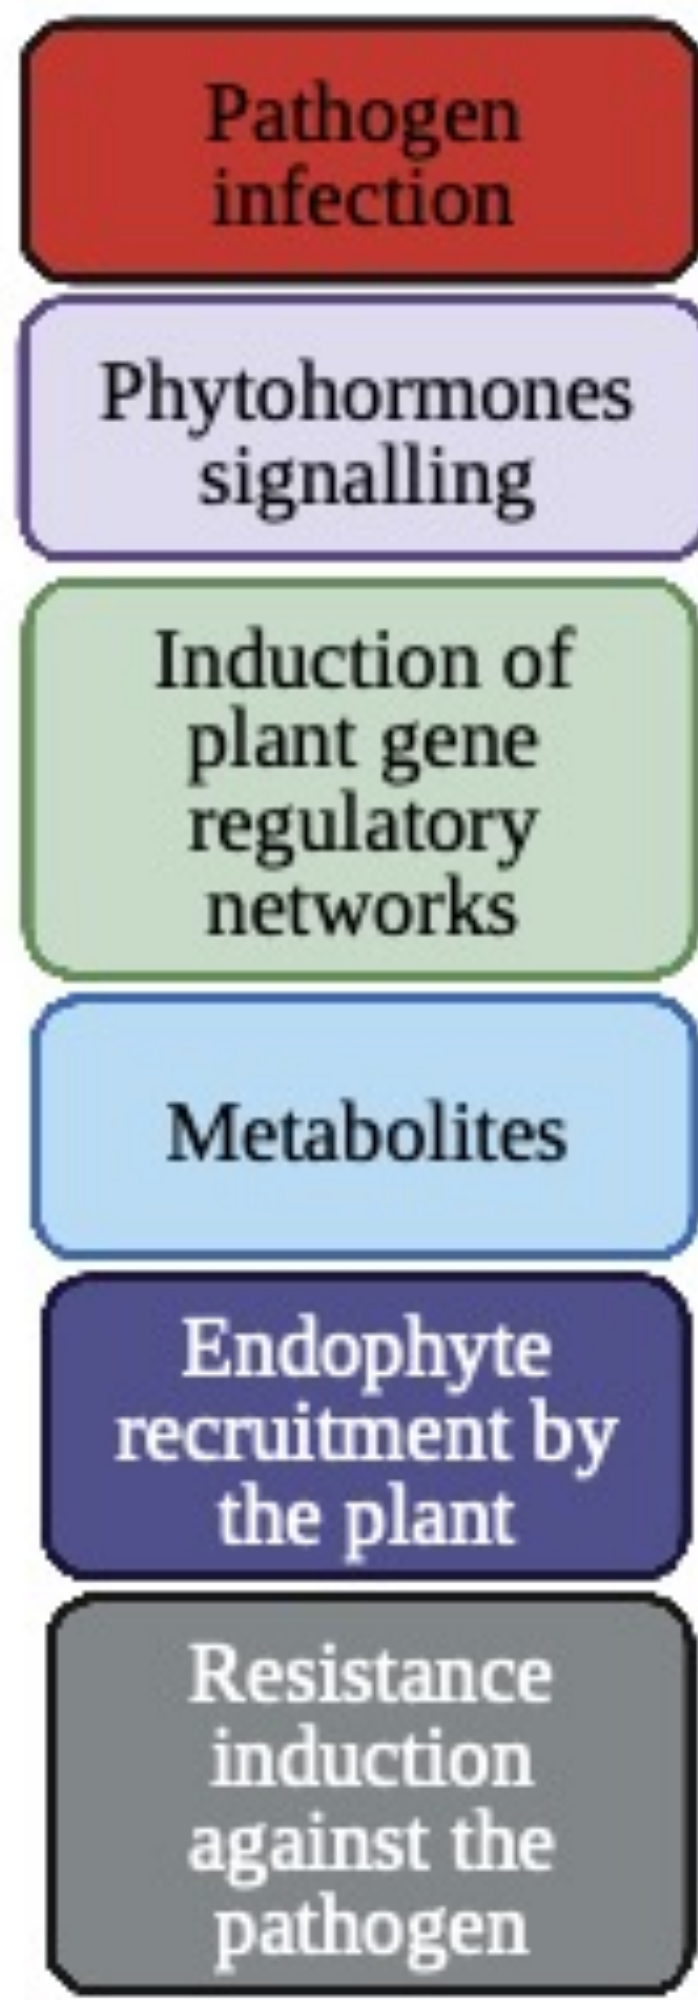 Pathogen
infection
Phytohormones
signalling
Induction of
plant gene
regulatory
networks
Metabolites
Endophyte
recruitment by
the plant
Resistance
induction
against the
pathogen